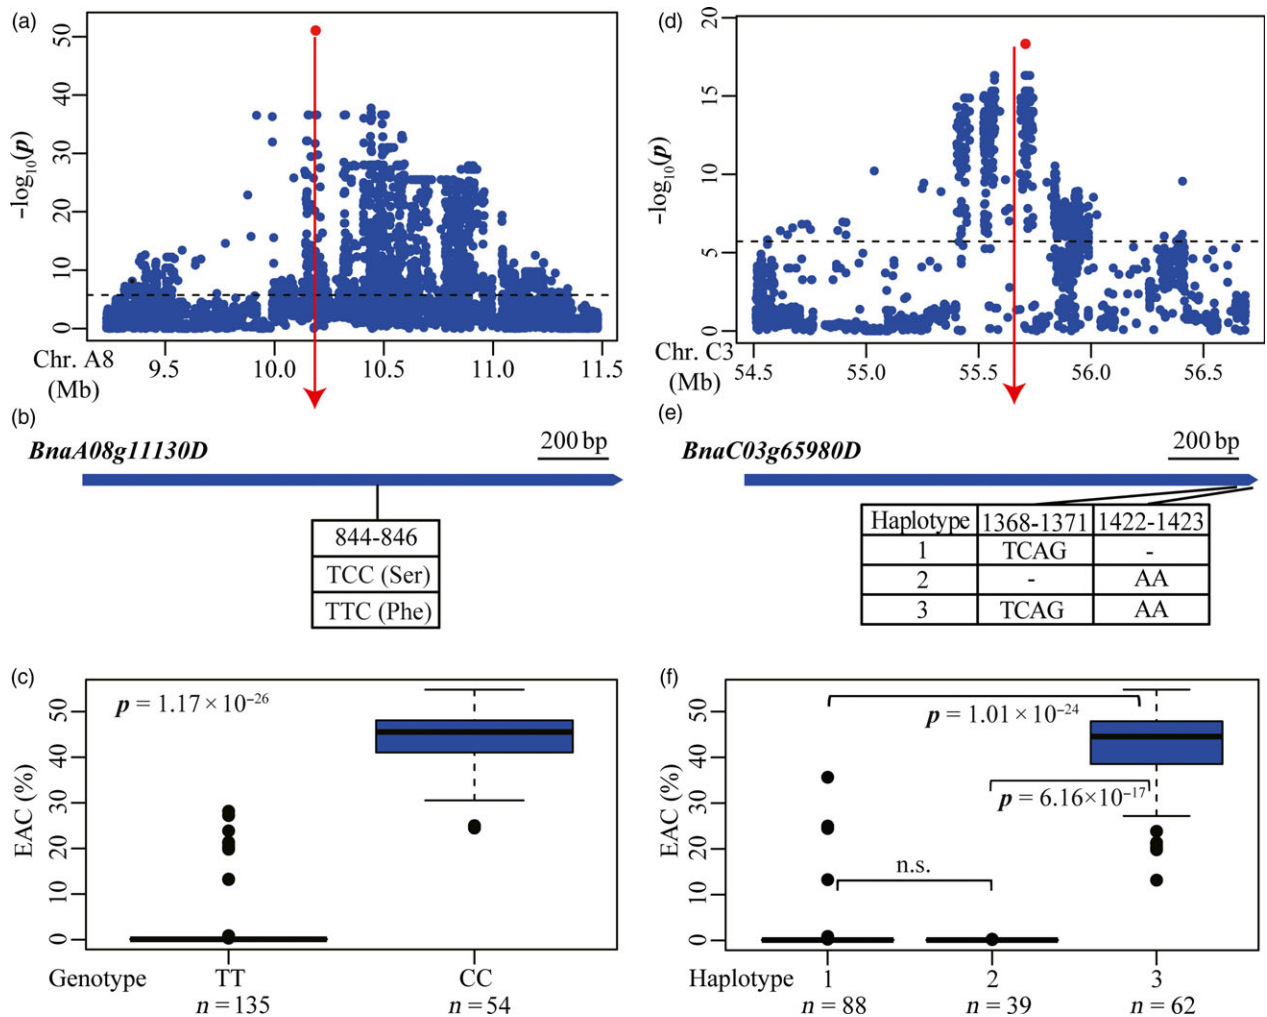 (a)
−log10(p)
50
40
30
20
10
0
Chr. A8
(Mb)
9.5 10.0 10.5 11.0 11.5
(b)
BnaA08g11130D
200 bp
844-846
TCC (Ser)
TTC (Phe)
(c)
p = 1.17 × 10−26
EAC (%)
50
40
30
20
10
0
Genotype TT CC
n = 135 n = 54
(d)
−log10(p)
20
15
10
5
0
Chr. C3
(Mb)
54.5 55.0 55.5 56.0 56.5
(e)
BnaC03g65980D
200 bp
Haplotype 1368-1371 1422-1423
1 TCAG -
2 - AA
3 TCAG AA
(f)
p = 1.01 × 10−24
p = 6.16×10−17
n.s.
EAC (%)
50
40
30
20
10
0
Haplotype 1 2 3
n = 88 n = 39 n = 62